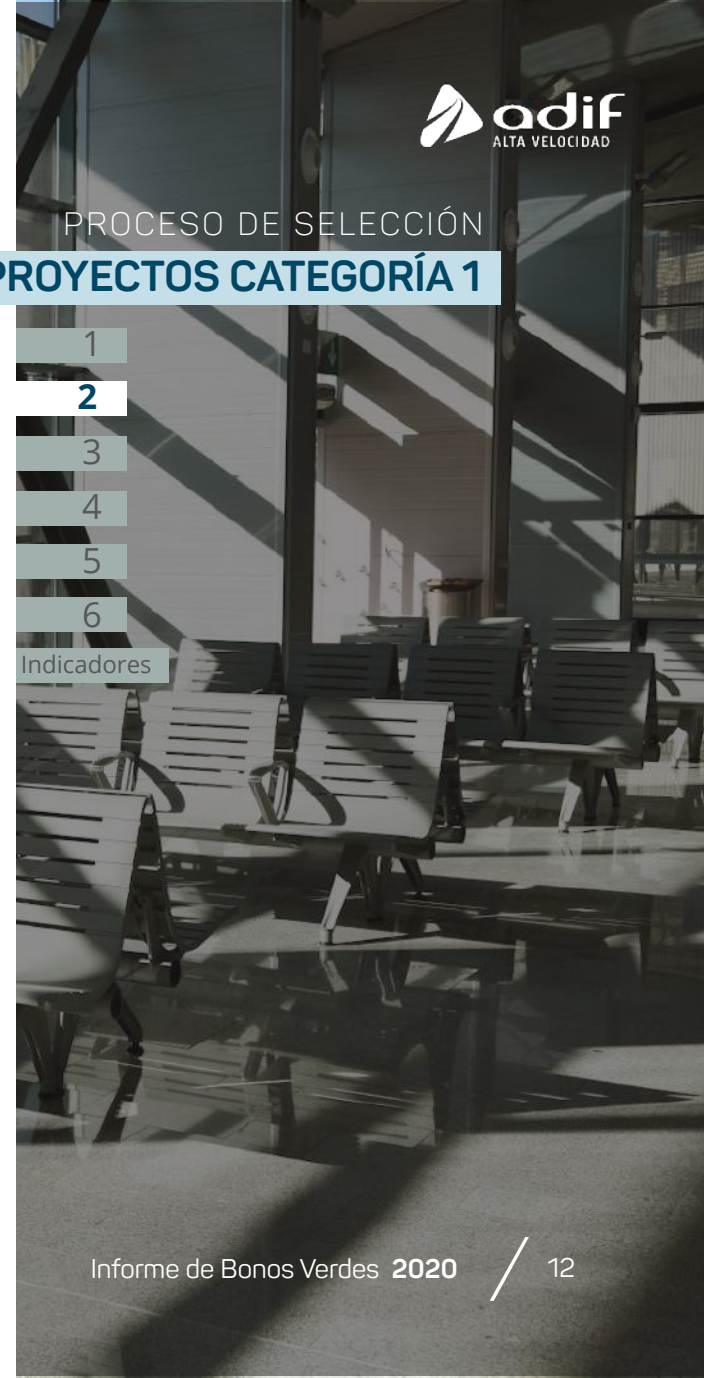 adif
ALTA VELOCIDAD
PROCESO DE SELECCIÓN
PROYECTOS CATEGORÍA 1
1
2
3
4
5
6
Indicadores
Informe de Bonos Verdes 2020 / 12